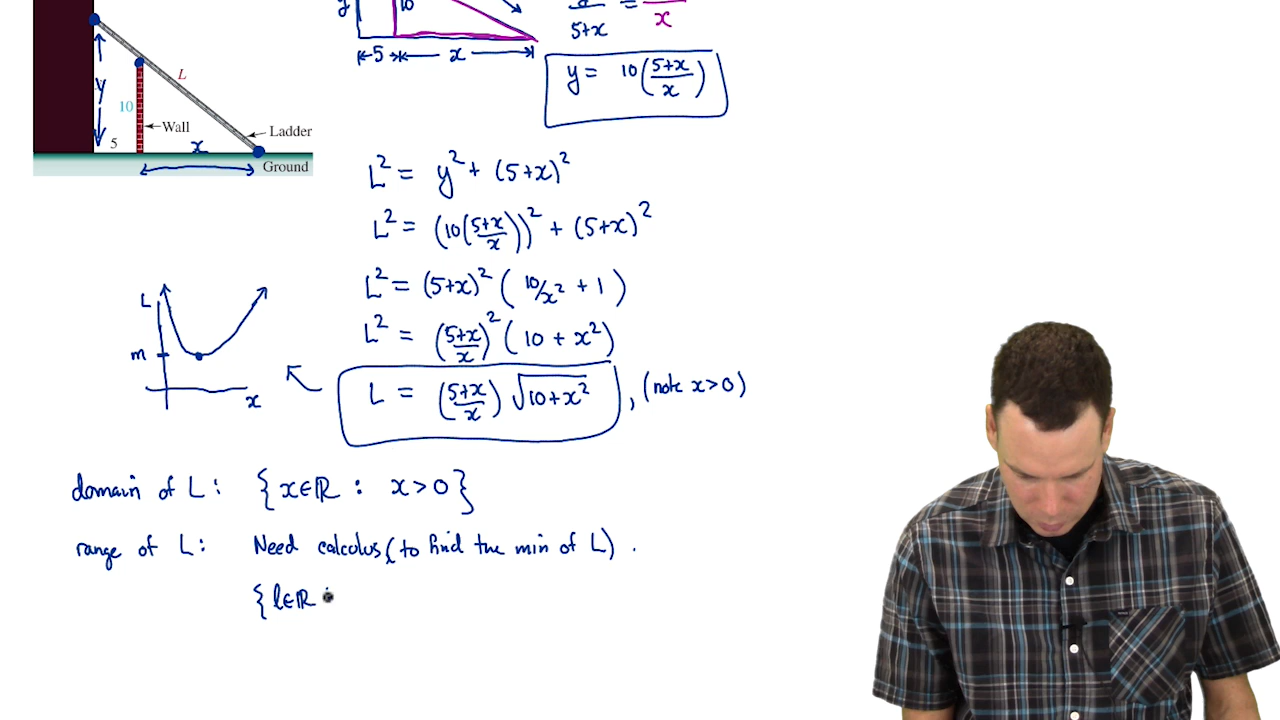 y
10
5
x
5+x
=
x
y = 10(5+x/x)
y
10
L
Wall
Ladder
5
x
Ground
L² = y² + (5+x)²
L² = (10(5+x/x))² + (5+x)²
L² = (5+x)² (10/x² + 1)
L² = (5+x/x)² (10 + x²)
L = (5+x/x) √10+x² , (note x>0)
L
m
x
domain of L : {x∈ℝ : x>0}
range of L : Need calculus (to find the min of L) .
{l∈ℝ :